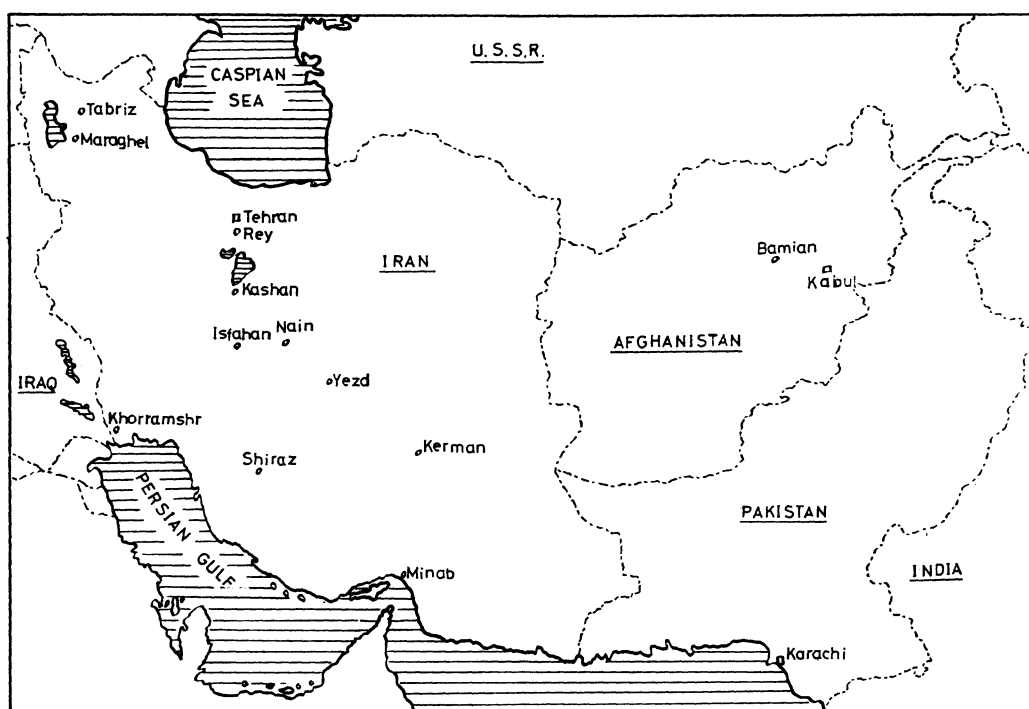 U.S.S.R.
CASPIAN
SEA
Tabriz
Maraghel
Tehran
Rey
IRAN
Bamian
Kabul
Kashan
Isfahan
Nain
AFGHANISTAN
IRAQ
Yezd
Khorramshr
Kerman
Shiraz
PERSIAN GULF
PAKISTAN
INDIA
Minab
Karachi